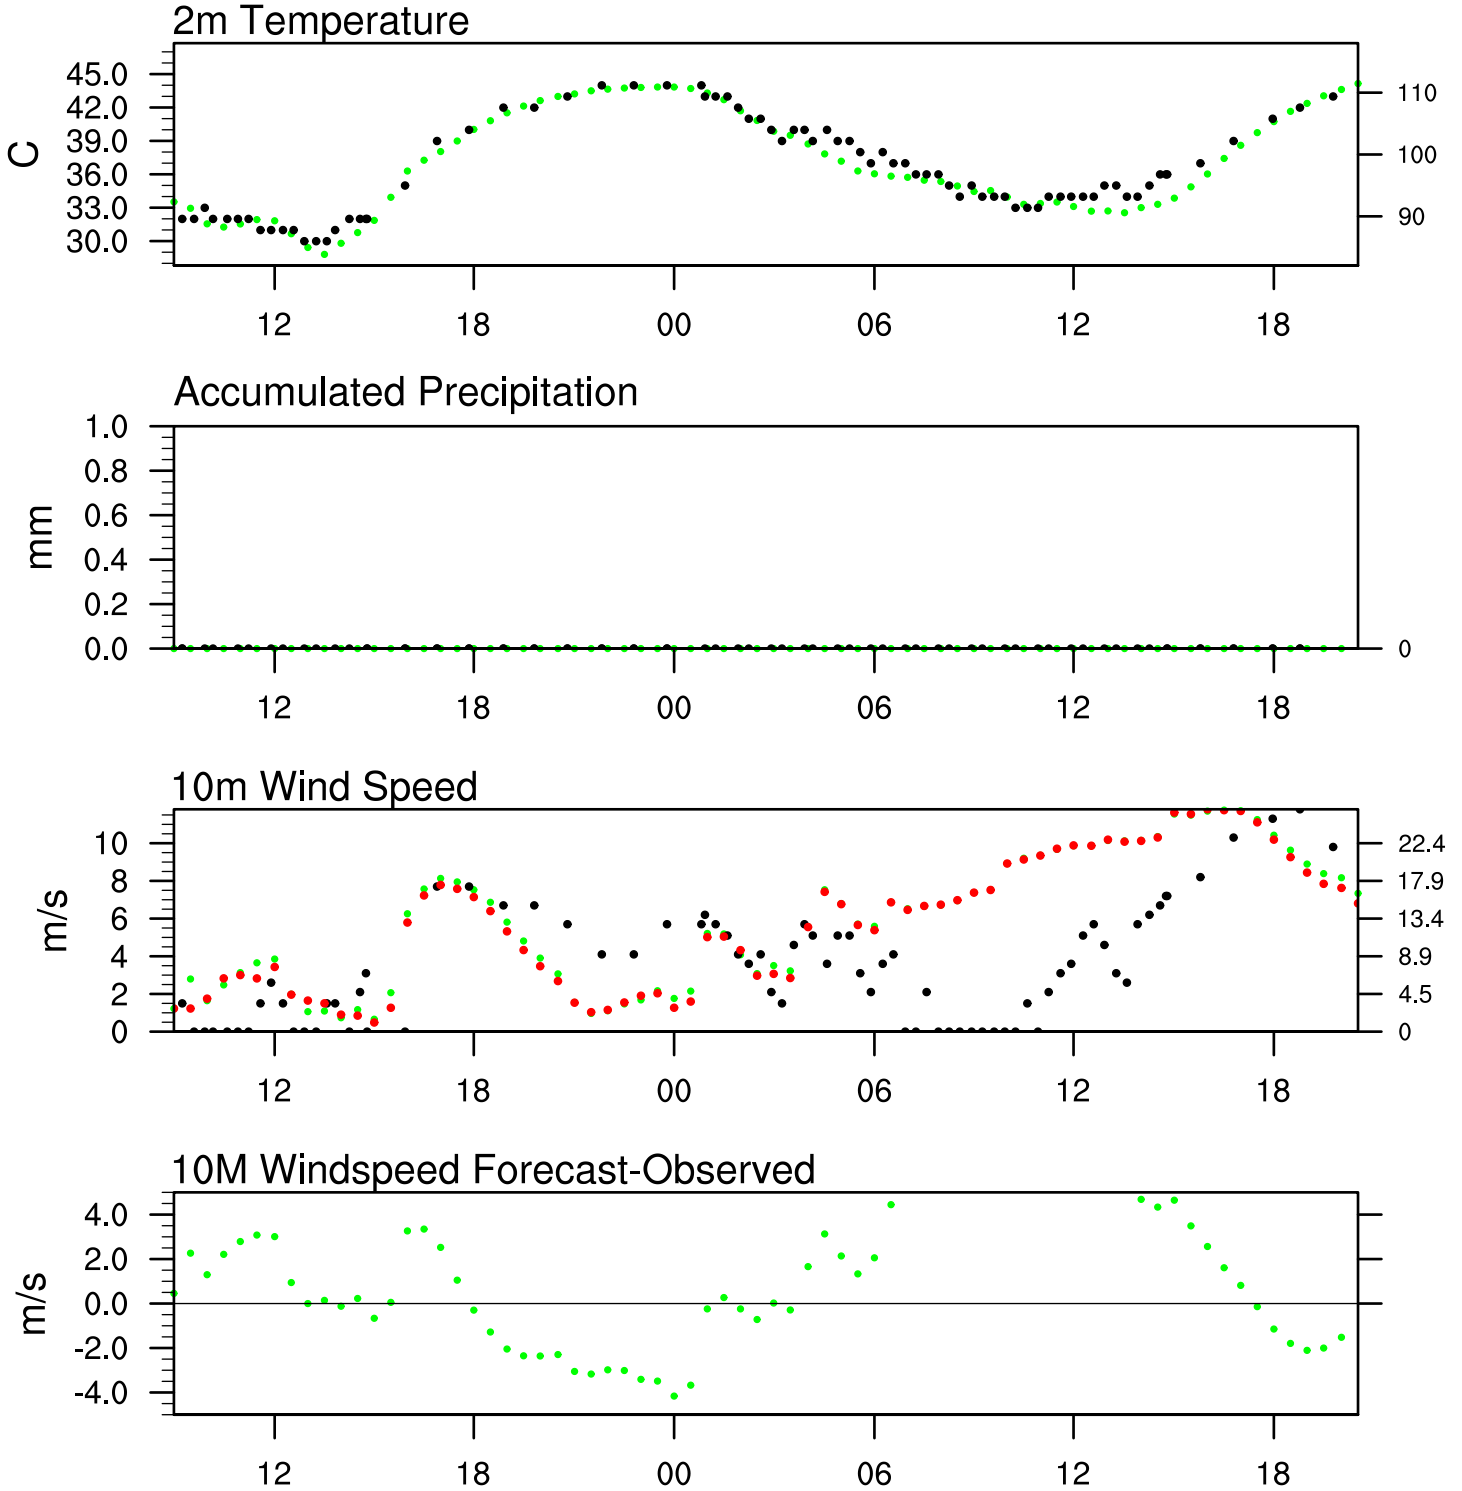 2m Temperature
45.0
42.0
39.0
36.0
33.0
30.0
C
110
100
90
12 18 00 06 12 18
Accumulated Precipitation
1.0
0.8
0.6
0.4
0.2
0.0
mm
0
12 18 00 06 12 18
10m Wind Speed
10
8
6
4
2
0
m/s
22.4
17.9
13.4
8.9
4.5
0
12 18 00 06 12 18
10M Windspeed Forecast-Observed
4.0
2.0
0.0
-2.0
-4.0
m/s
12 18 00 06 12 18